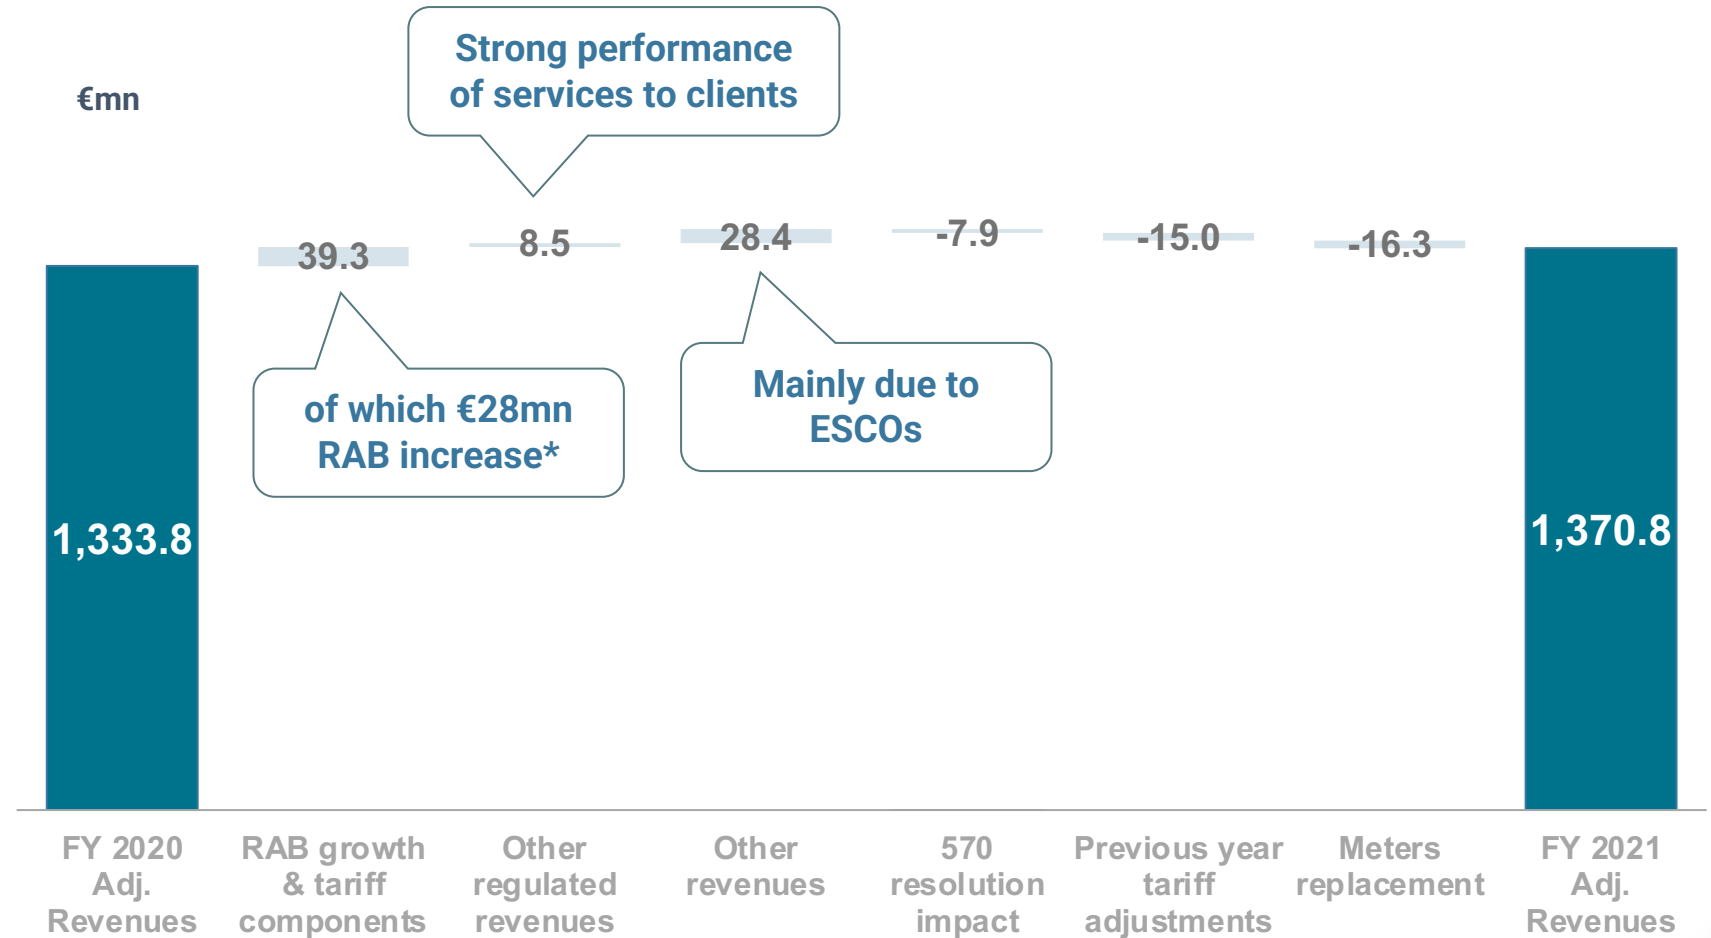 Strong performance
of services to clients
€mn
39.3
8.5
28.4
-7.9
-15.0
-16.3
of which €28mn
RAB increase*
Mainly due to
ESCOs
1,333.8
1,370.8
FY 2020
Adj.
Revenues
RAB growth
& tariff
components
Other
regulated
revenues
Other
revenues
570
resolution
impact
Previous year
tariff
adjustments
Meters
replacement
FY 2021
Adj.
Revenues